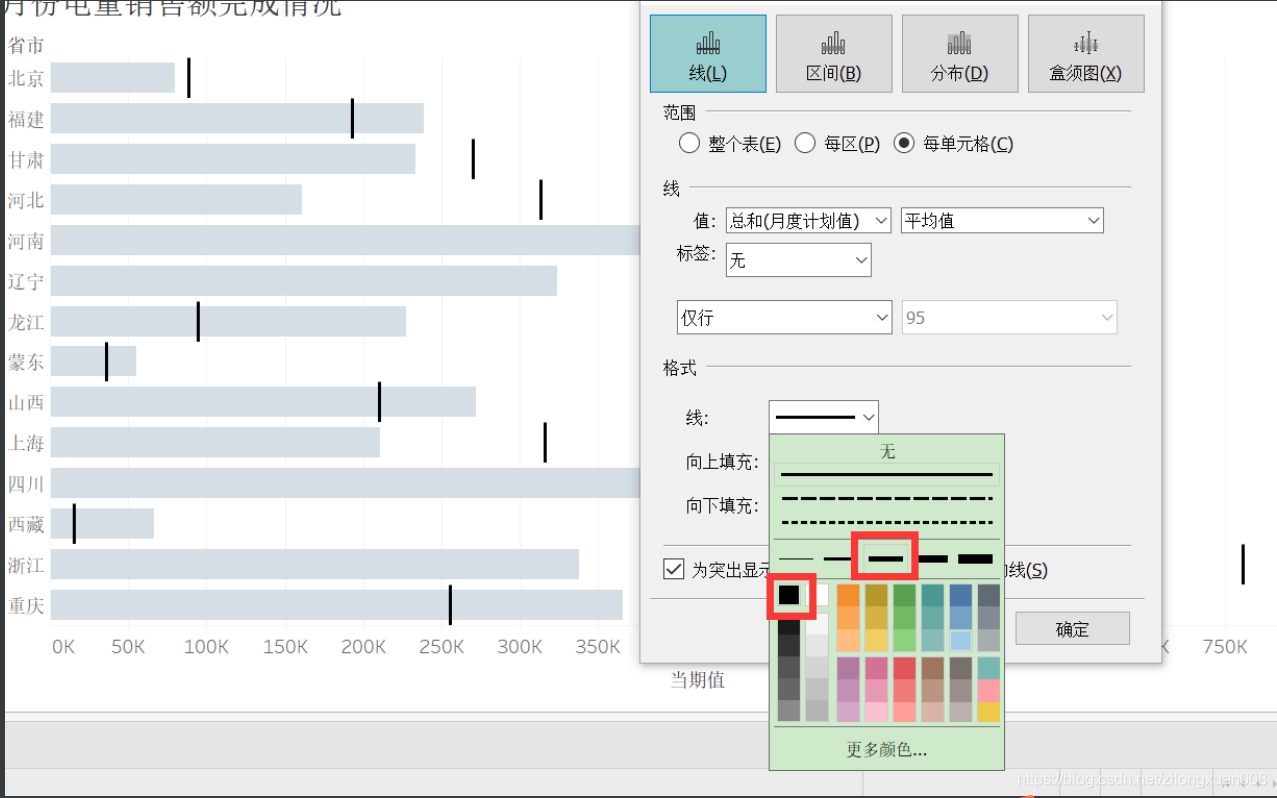 月份电量销售额完成情况
省市
北京
福建
甘肃
河北
河南
辽宁
龙江
蒙东
山西
上海
四川
西藏
浙江
重庆
0K 50K 100K 150K 200K 250K 300K 350K
K 750K
当期值
线(L) 区间(B) 分布(D) 盒须图(X)
范围
整个表(E) 每区(P) 每单元格(C)
线
值: 总和(月度计划值) 平均值
标签: 无
仅行 95
格式
线:
向上填充:
向下填充:
无
为突出显示 线(S)
确定
更多颜色...
https://blog.csdn.net/zilongxuan008